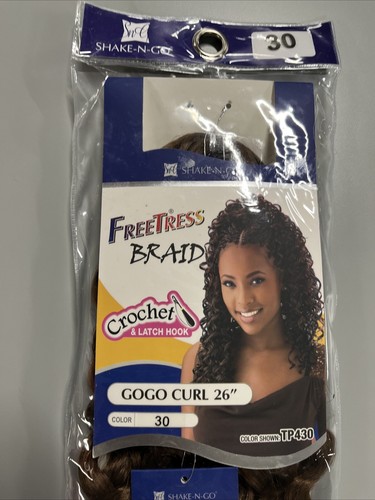 SNG
SHAKE-N-GO
30
SHAKE-N-GO
FREETRESS®
BRAID
Crochet
& LATCH HOOK
GOGO CURL 26"
COLOR 30
COLOR SHOWN: TP430
SHAKE-N-GO®